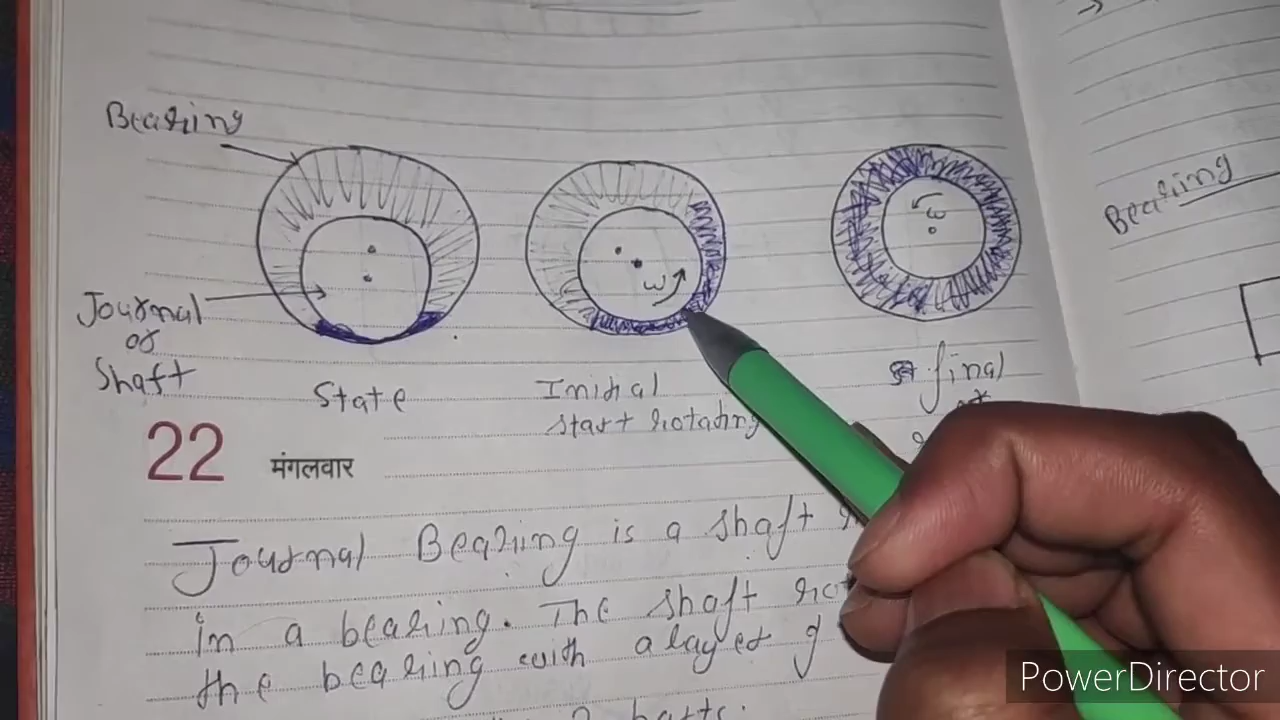 Bearing
Bearing
Journal
or
Shaft
State
Initial
start rotating
final
22
मंगलवार
ω
ω
Journal Bearing is a shaft
in a bearing. The shaft
the bearing with a layer
PowerDirector